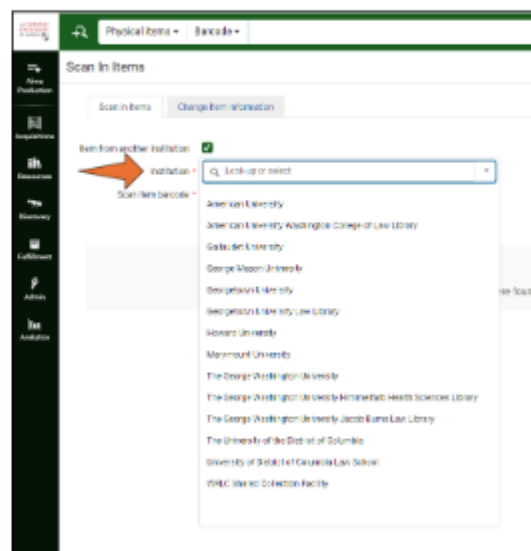 Physical items
Barcode
Scan In Items
Alma
Production
Scan in Items
Change Item Information
Acquisitions
Item from another institution
Institution *
Look-up or select
Resources
Scan item barcode *
Discovery
American University
American University Washington College of Law Library
Fulfillment
Gallaudet University
George Mason University
Admin
Georgetown University
Georgetown University Law Library
Analytics
Howard University
Marymount University
The George Washington University
The George Washington University Himmelfarb Health Sciences Library
The George Washington University Jacob Burns Law Library
The University of the District of Columbia
University of District of Columbia Law School
WRLC Shared Collection Facility